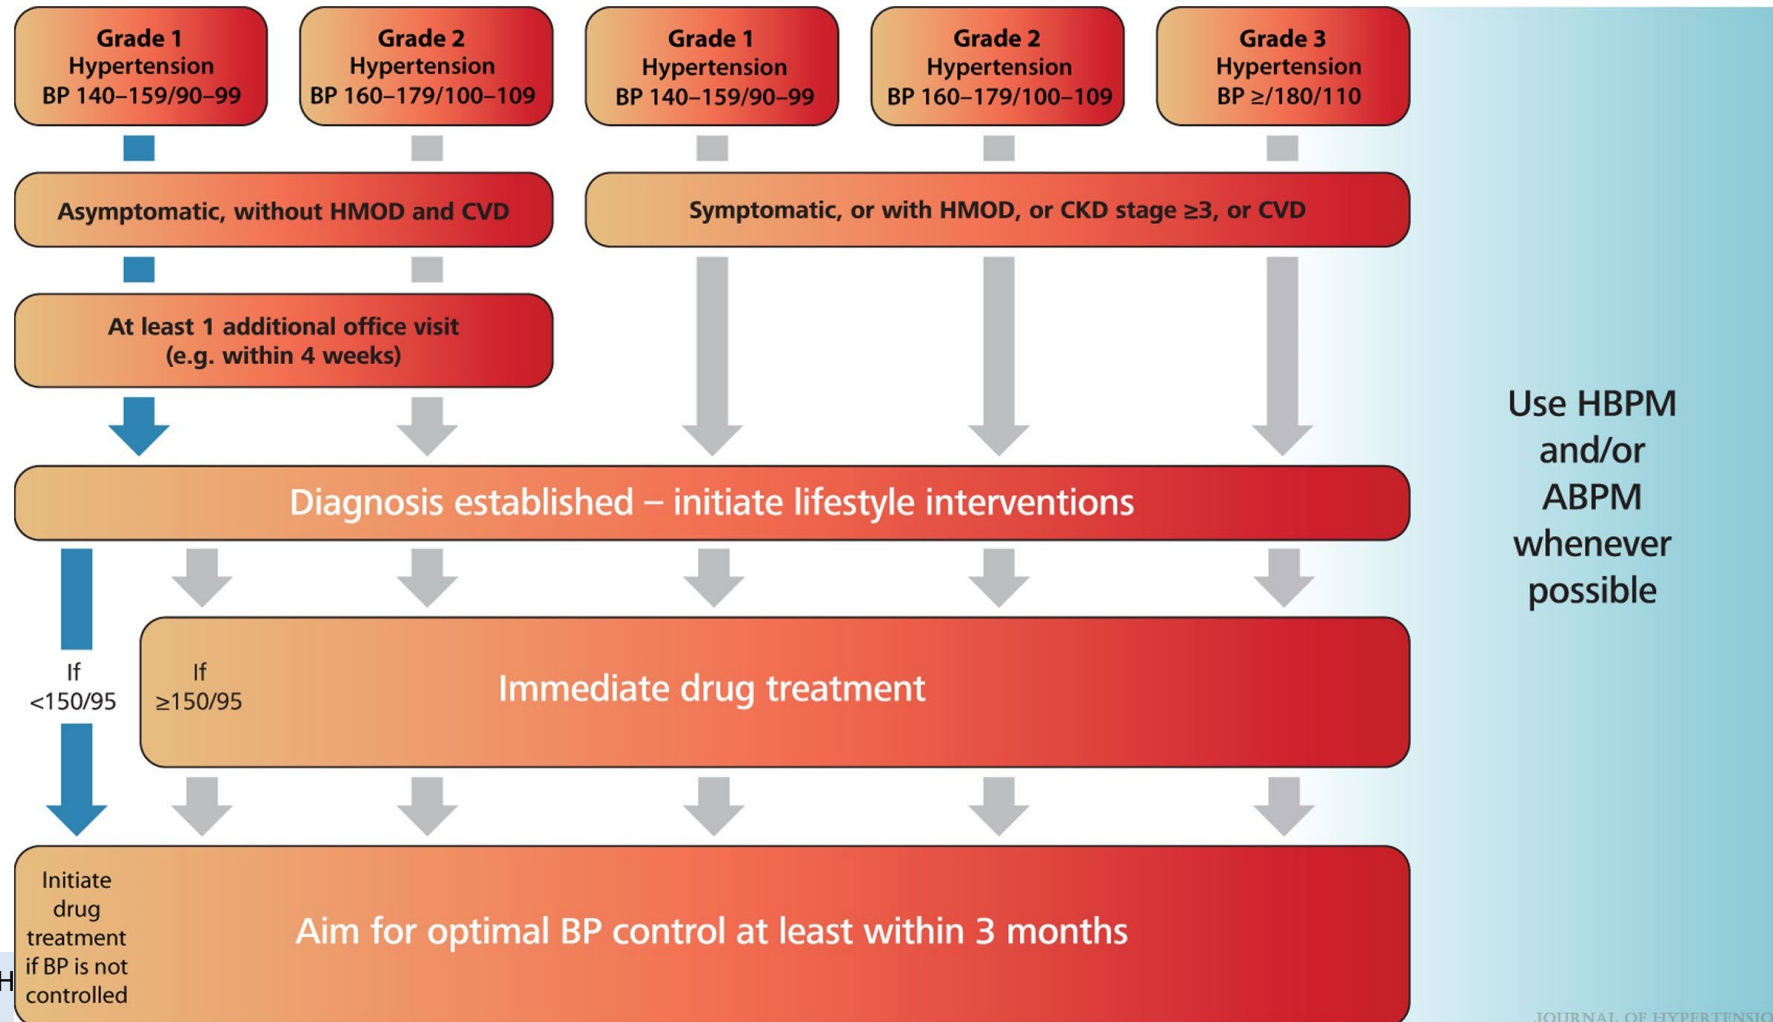 Grade 1
Hypertension
BP 140–159/90–99
Grade 2
Hypertension
BP 160–179/100–109
Grade 1
Hypertension
BP 140–159/90–99
Grade 2
Hypertension
BP 160–179/100–109
Grade 3
Hypertension
BP ≥/180/110
Asymptomatic, without HMOD and CVD
Symptomatic, or with HMOD, or CKD stage ≥3, or CVD
At least 1 additional office visit
(e.g. within 4 weeks)
Diagnosis established – initiate lifestyle interventions
If
<150/95
If
≥150/95
Immediate drug treatment
Initiate
drug
treatment
if BP is not
controlled
Aim for optimal BP control at least within 3 months
Use HBPM
and/or
ABPM
whenever
possible
H
JOURNAL OF HYPERTENSIO